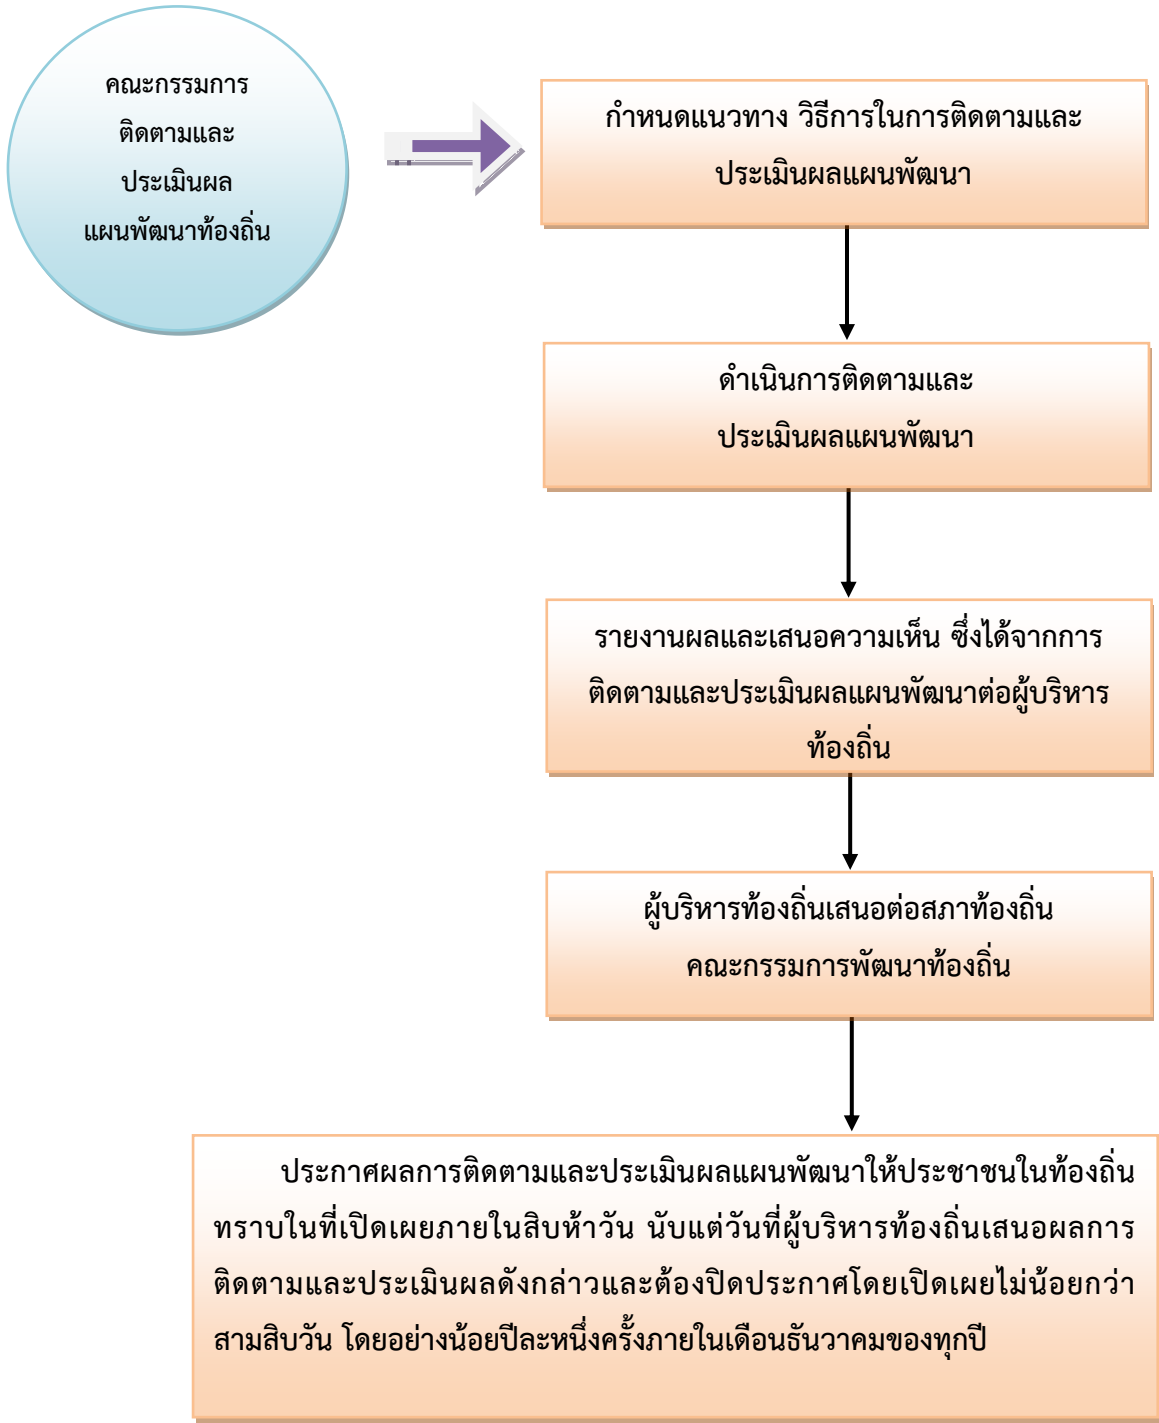 คณะกรรมการ
ติดตามและ
ประเมินผล
แผนพัฒนาท้องถิ่น
กำหนดแนวทาง วิธีการในการติดตามและ
ประเมินผลแผนพัฒนา
ดำเนินการติดตามและ
ประเมินผลแผนพัฒนา
รายงานผลและเสนอความเห็น ซึ่งได้จากการ
ติดตามและประเมินผลแผนพัฒนาต่อผู้บริหาร
ท้องถิ่น
ผู้บริหารท้องถิ่นเสนอต่อสภาท้องถิ่น
คณะกรรมการพัฒนาท้องถิ่น
ประกาศผลการติดตามและประเมินผลแผนพัฒนาให้ประชาชนในท้องถิ่น
ทราบในที่เปิดเผยภายในสิบห้าวัน นับแต่วันที่ผู้บริหารท้องถิ่นเสนอผลการ
ติดตามและประเมินผลดังกล่าวและต้องปิดประกาศโดยเปิดเผยไม่น้อยกว่า
สามสิบวัน โดยอย่างน้อยปีละหนึ่งครั้งภายในเดือนธันวาคมของทุกปี